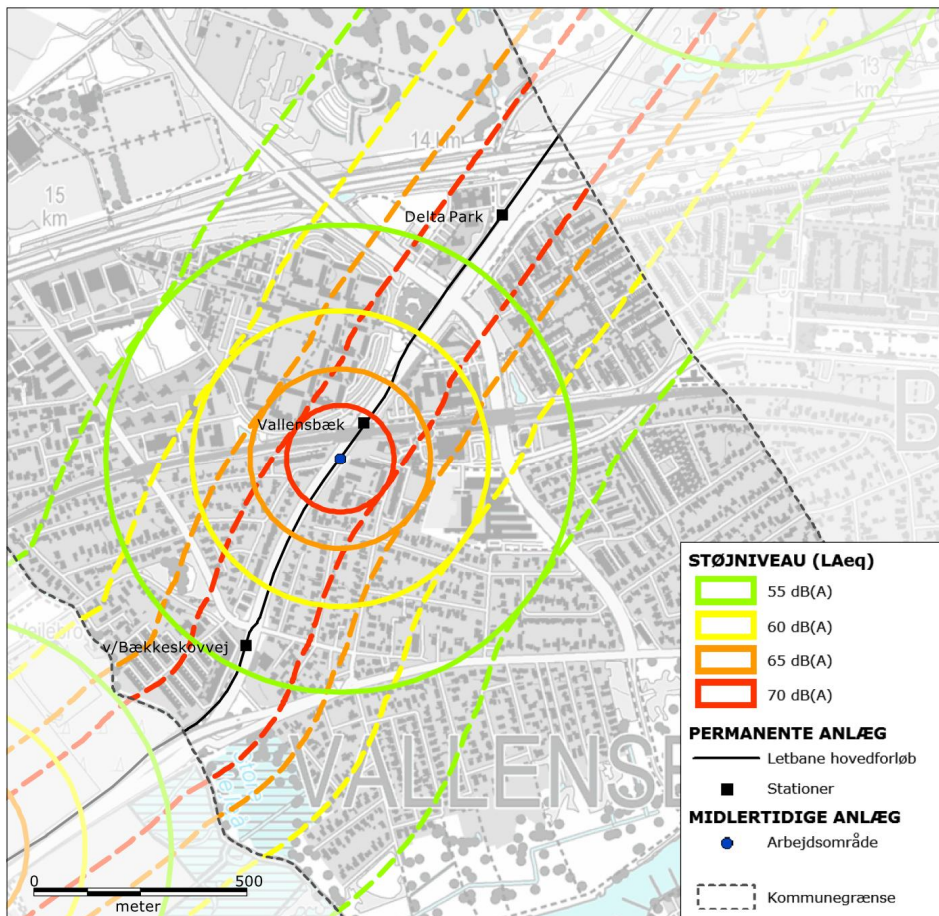 2 km
12
13
km
14 km
15
km
Delta Park
Vallensbæk
B
v/Bækkeskovvej
VALLENSB
STØJNIVEAU (LAeq)
55 dB(A)
60 dB(A)
65 dB(A)
70 dB(A)
PERMANENTE ANLÆG
Letbane hovedforløb
Stationer
MIDLERTIDIGE ANLÆG
Arbejdsområde
Kommunegrænse
0 500
meter